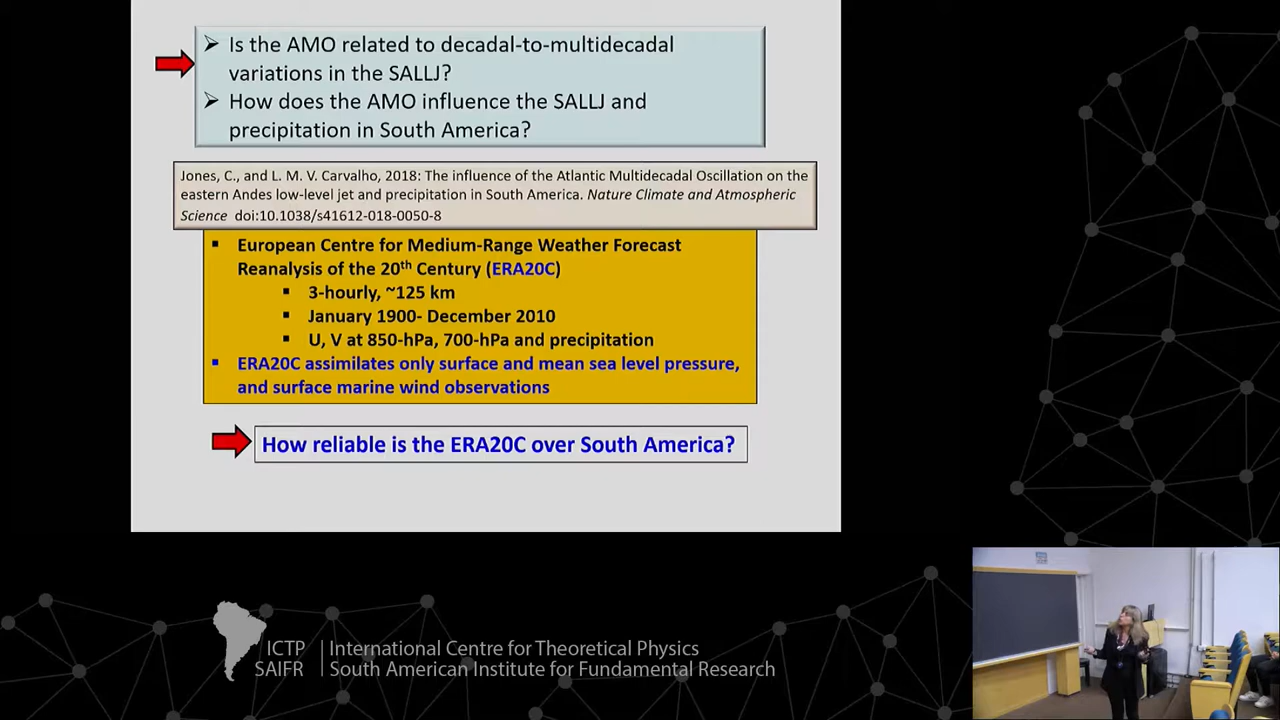 ➢ Is the AMO related to decadal-to-multidecadal
variations in the SALLJ?
➢ How does the AMO influence the SALLJ and
precipitation in South America?
Jones, C., and L. M. V. Carvalho, 2018: The influence of the Atlantic Multidecadal Oscillation on the
eastern Andes low-level jet and precipitation in South America. Nature Climate and Atmospheric
Science doi:10.1038/s41612-018-0050-8
▪ European Centre for Medium-Range Weather Forecast
Reanalysis of the 20th Century (ERA20C)
▪ 3-hourly, ~125 km
▪ January 1900- December 2010
▪ U, V at 850-hPa, 700-hPa and precipitation
▪ ERA20C assimilates only surface and mean sea level pressure,
and surface marine wind observations
How reliable is the ERA20C over South America?
ICTP
SAIFR
International Centre for Theoretical Physics
South American Institute for Fundamental Research